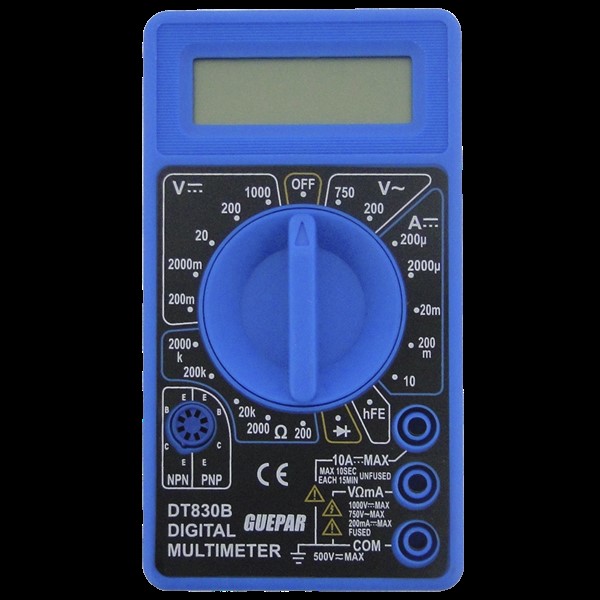 OFF
V⎓
1000
750
V~
200
200
A⎓
20
200µ
2000m
2000µ
200m
20m
2000
k
200
m
200k
10
20k
2000
Ω
200
hFE
E
E
B
B
E
C
C
E
NPN
PNP
10A⎓MAX
MAX 10SEC
EACH 15MIN
UNFUSED
VΩmA
1000V⎓MAX
750V~MAX
200mA⎓MAX
FUSED
COM
500V≂MAX
CE
DT830B
DIGITAL
MULTIMETER
GUEPAR